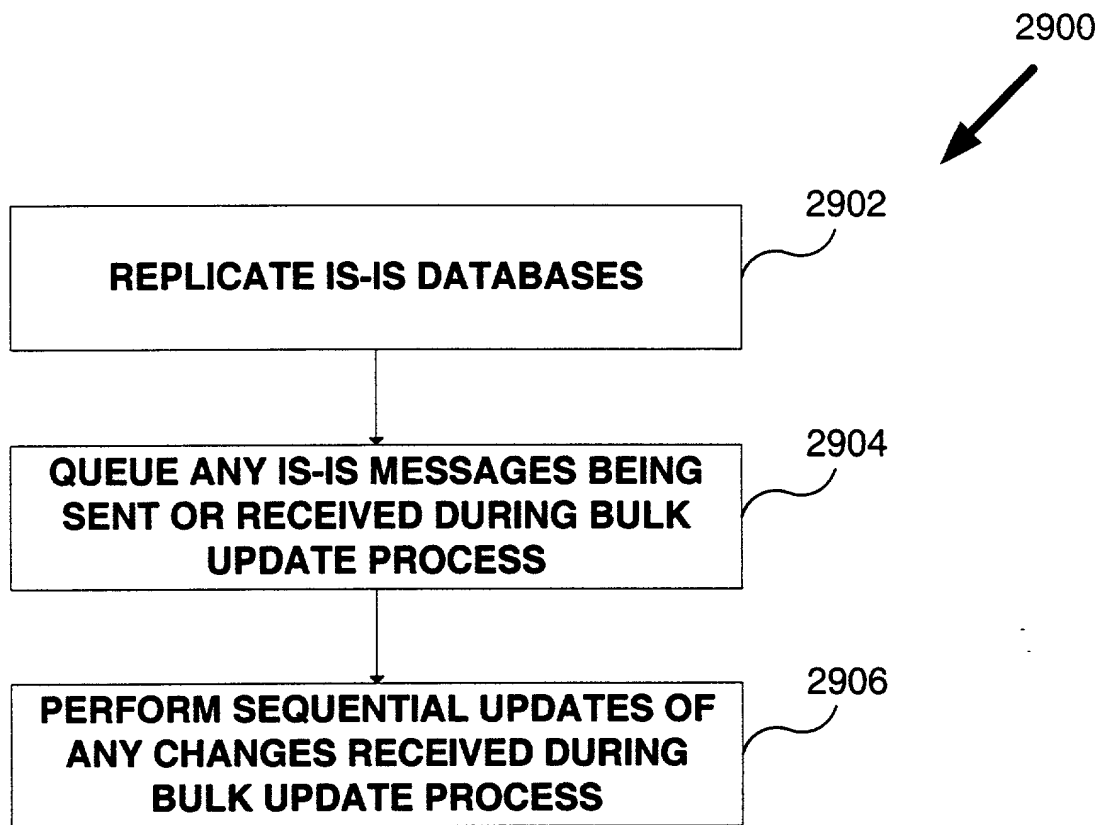 2900
2902
REPLICATE IS-IS DATABASES
2904
QUEUE ANY IS-IS MESSAGES BEING
SENT OR RECEIVED DURING BULK
UPDATE PROCESS
2906
PERFORM SEQUENTIAL UPDATES OF
ANY CHANGES RECEIVED DURING
BULK UPDATE PROCESS